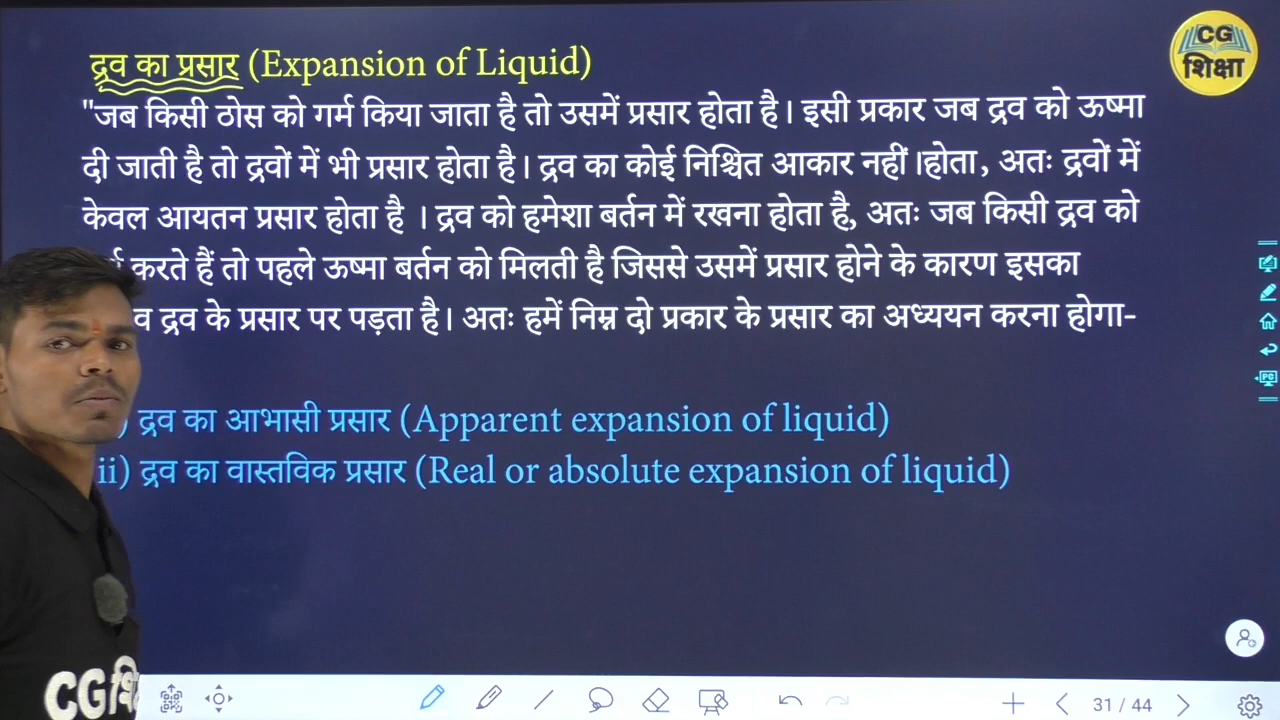 द्रव का प्रसार (Expansion of Liquid)
"जब किसी ठोस को गर्म किया जाता है तो उसमें प्रसार होता है। इसी प्रकार जब द्रव को ऊष्मा
दी जाती है तो द्रवों में भी प्रसार होता है। द्रव का कोई निश्चित आकार नहीं।होता, अतः द्रवों में
केवल आयतन प्रसार होता है । द्रव को हमेशा बर्तन में रखना होता है, अतः जब किसी द्रव को
करते हैं तो पहले ऊष्मा बर्तन को मिलती है जिससे उसमें प्रसार होने के कारण इसका
व द्रव के प्रसार पर पड़ता है। अतः हमें निम्न दो प्रकार के प्रसार का अध्ययन करना होगा-
) द्रव का आभासी प्रसार (Apparent expansion of liquid)
ii) द्रव का वास्तविक प्रसार (Real or absolute expansion of liquid)
CG
शिक्षा
CGशि
PC
31 / 44